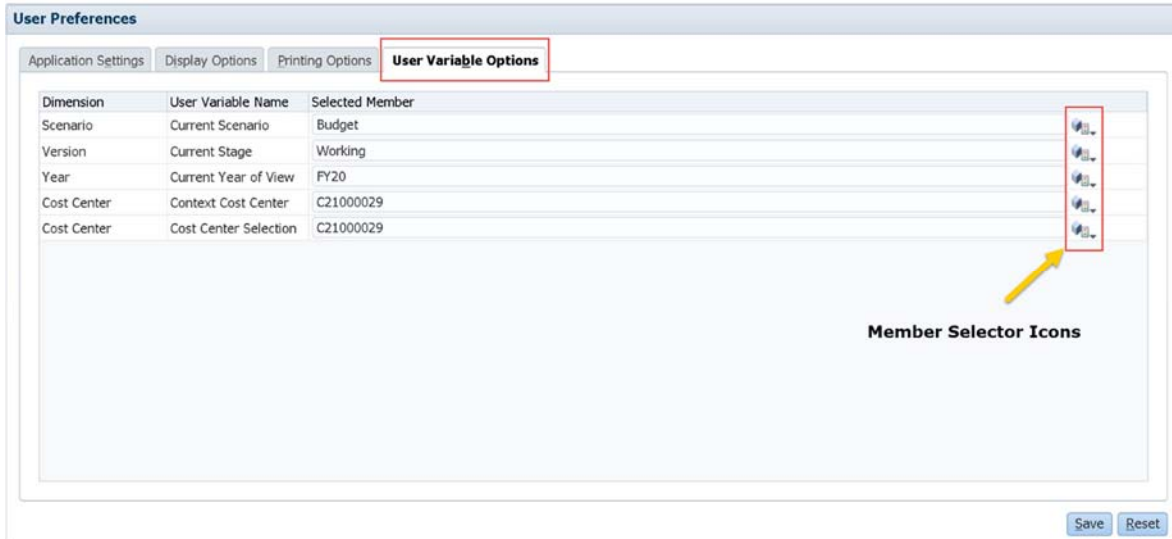 User Preferences
Application Settings Display Options Printing Options User Variable Options
Dimension User Variable Name Selected Member
Scenario Current Scenario Budget
Version Current Stage Working
Year Current Year of View FY20
Cost Center Context Cost Center C21000029
Cost Center Cost Center Selection C21000029
Member Selector Icons
Save Reset